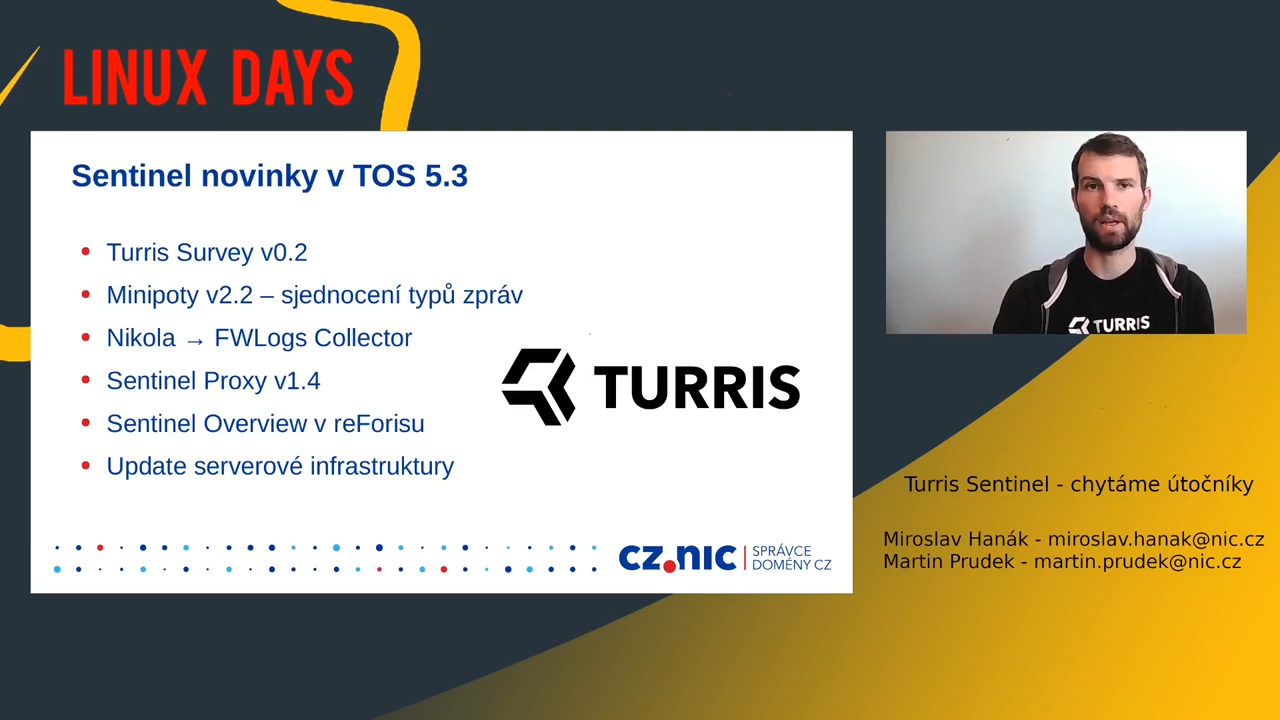 LINUX DAYS
Sentinel novinky v TOS 5.3
Turris Survey v0.2
Minipoty v2.2 – sjednocení typů zpráv
Nikola → FWLogs Collector
Sentinel Proxy v1.4
Sentinel Overview v reForisu
Update serverové infrastruktury
TURRIS
CZ.NIC | SPRÁVCE
DOMÉNY CZ
TURRIS
Turris Sentinel - chytáme útočníky
Miroslav Hanák - miroslav.hanak@nic.cz
Martin Prudek - martin.prudek@nic.cz